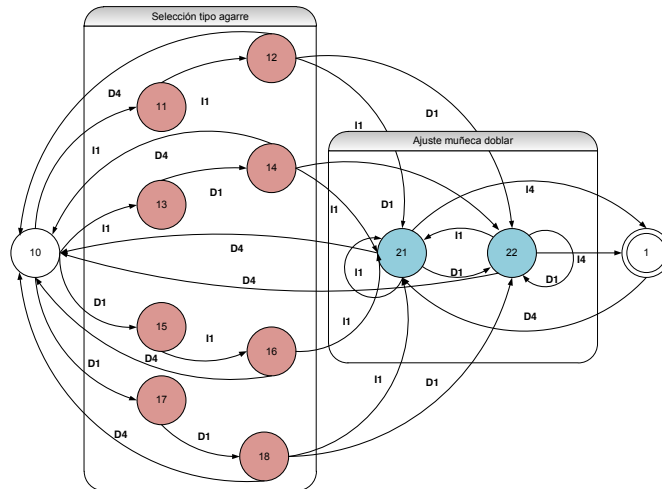 Selección tipo agarre
12
D4
11
I1
D1
I1
I1
D4
Ajuste muñeca doblar
14
13
D1
D1
I4
I1
I1
10
D4
21
I1
22
I4
1
I1
D1
D1
D4
D1
15
I1
I1
D4
16
D1
D4
17
I1
D1
D1
D4
18